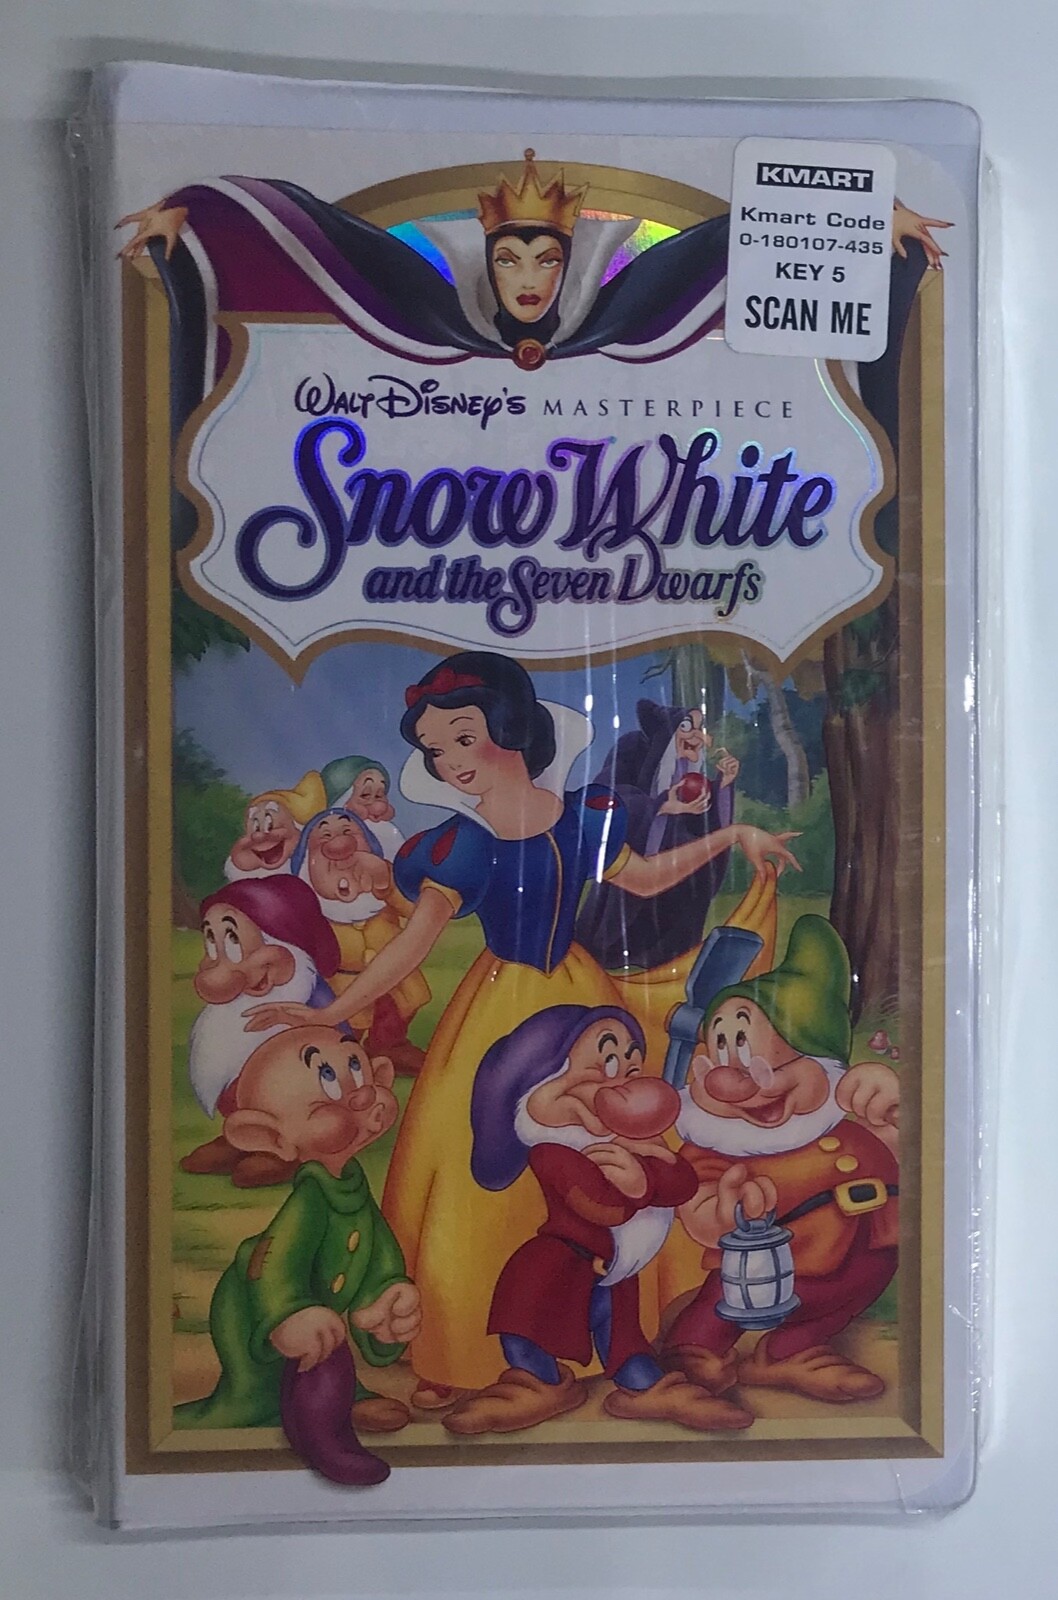 KMART
Kmart Code
0-180107-435
KEY 5
SCAN ME
WALT DISNEY'S MASTERPIECE
Snow White
and the Seven Dwarfs